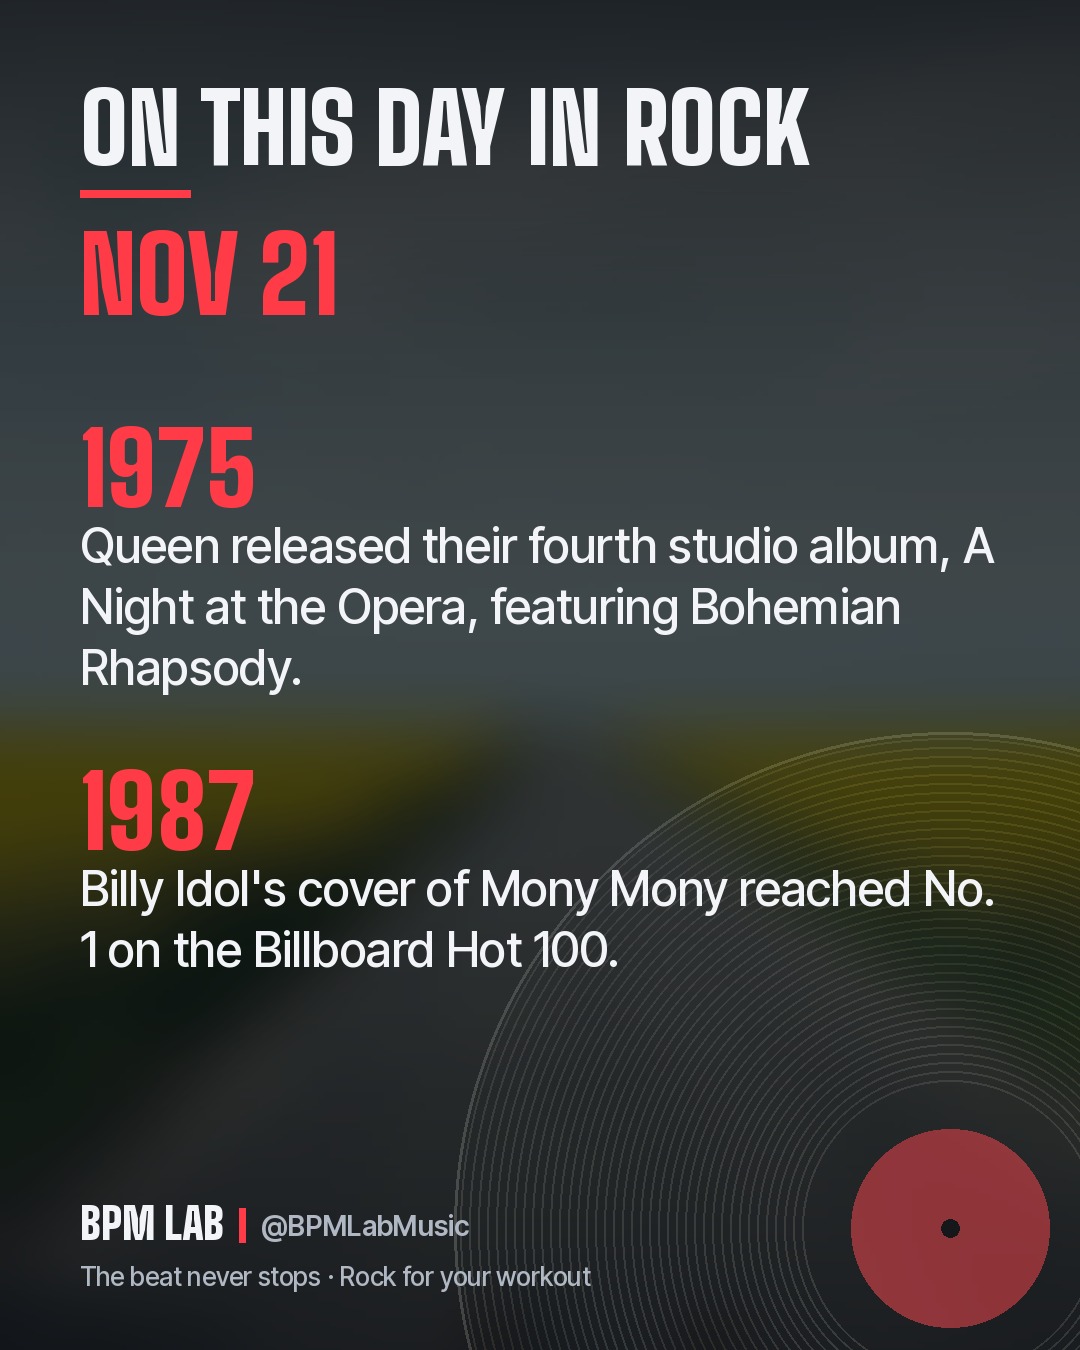 ON THIS DAY IN ROCK
NOV 21
1975
Queen released their fourth studio album, A
Night at the Opera, featuring Bohemian
Rhapsody.
1987
Billy Idol's cover of Mony Mony reached No.
1 on the Billboard Hot 100.
BPM LAB | @BPMLabMusic
The beat never stops · Rock for your workout